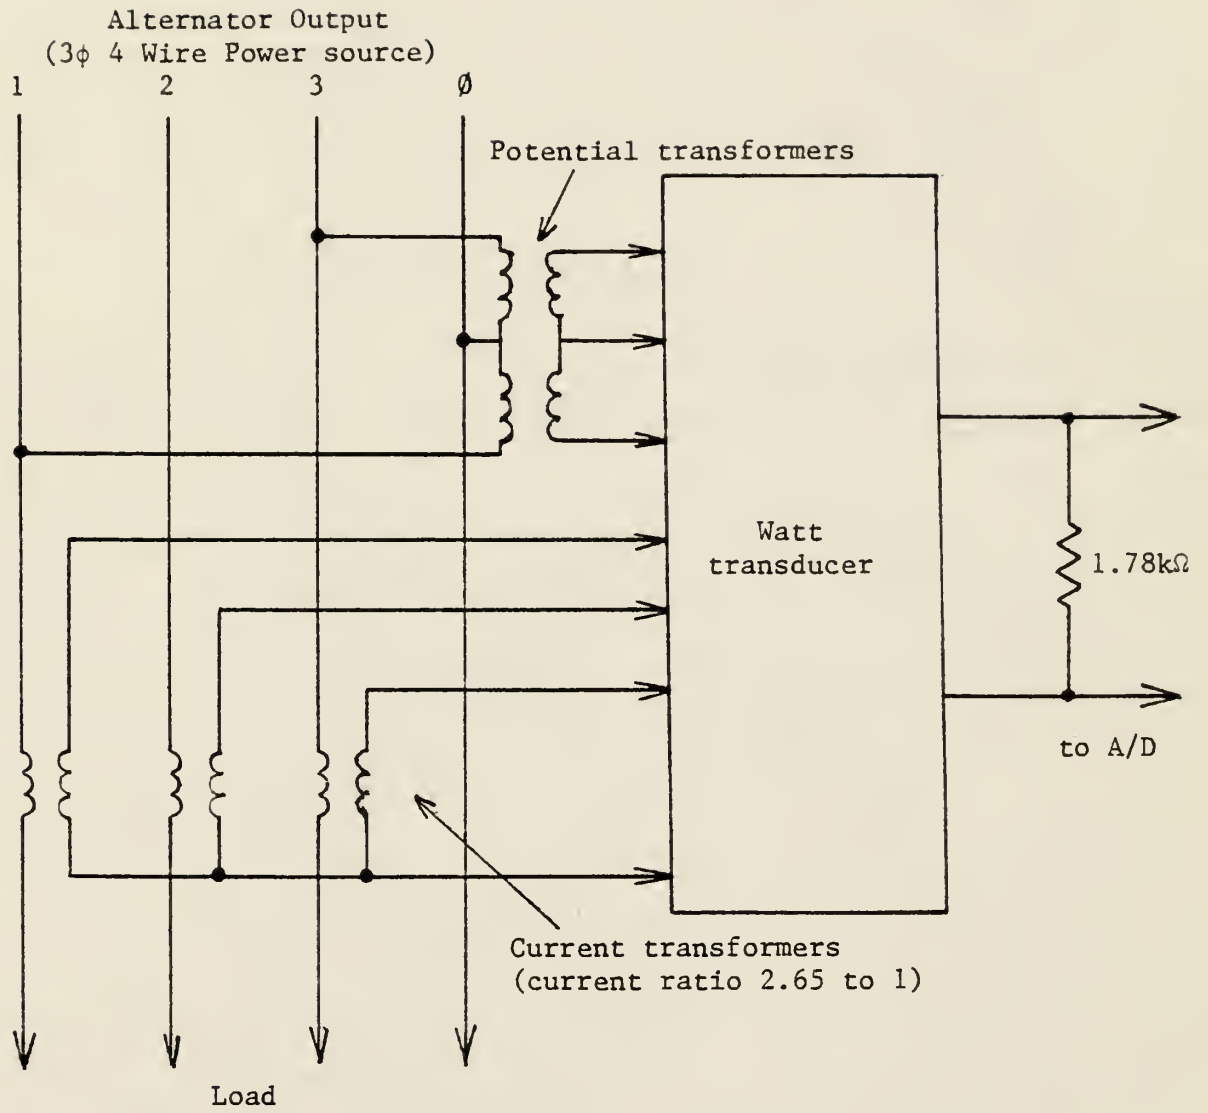 Alternator Output
(3ϕ 4 Wire Power source)
1 2 3 Ø
Potential transformers
Watt
transducer
1.78kΩ
to A/D
Current transformers
(current ratio 2.65 to 1)
Load